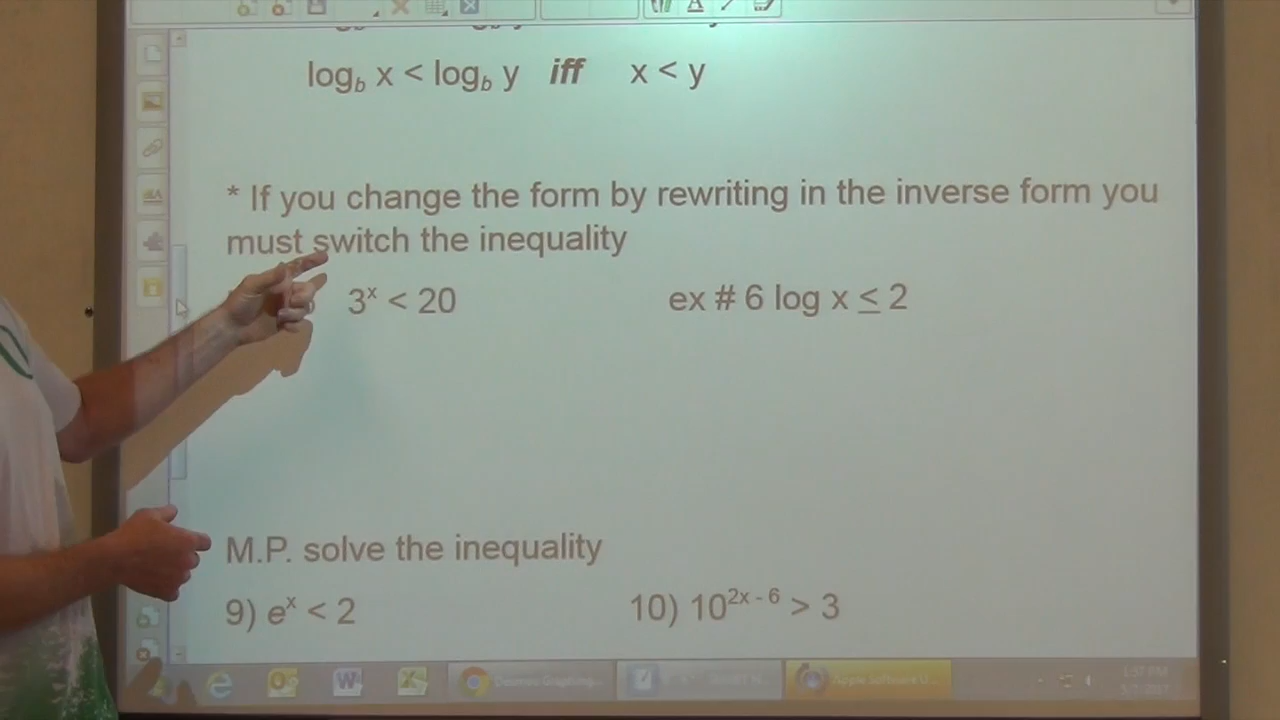 log_b x < log_b y iff x < y
* If you change the form by rewriting in the inverse form you
must switch the inequality
3^x < 20 ex # 6 log x ≤ 2
M.P. solve the inequality
9) e^x < 2 10) 10^(2x - 6) > 3